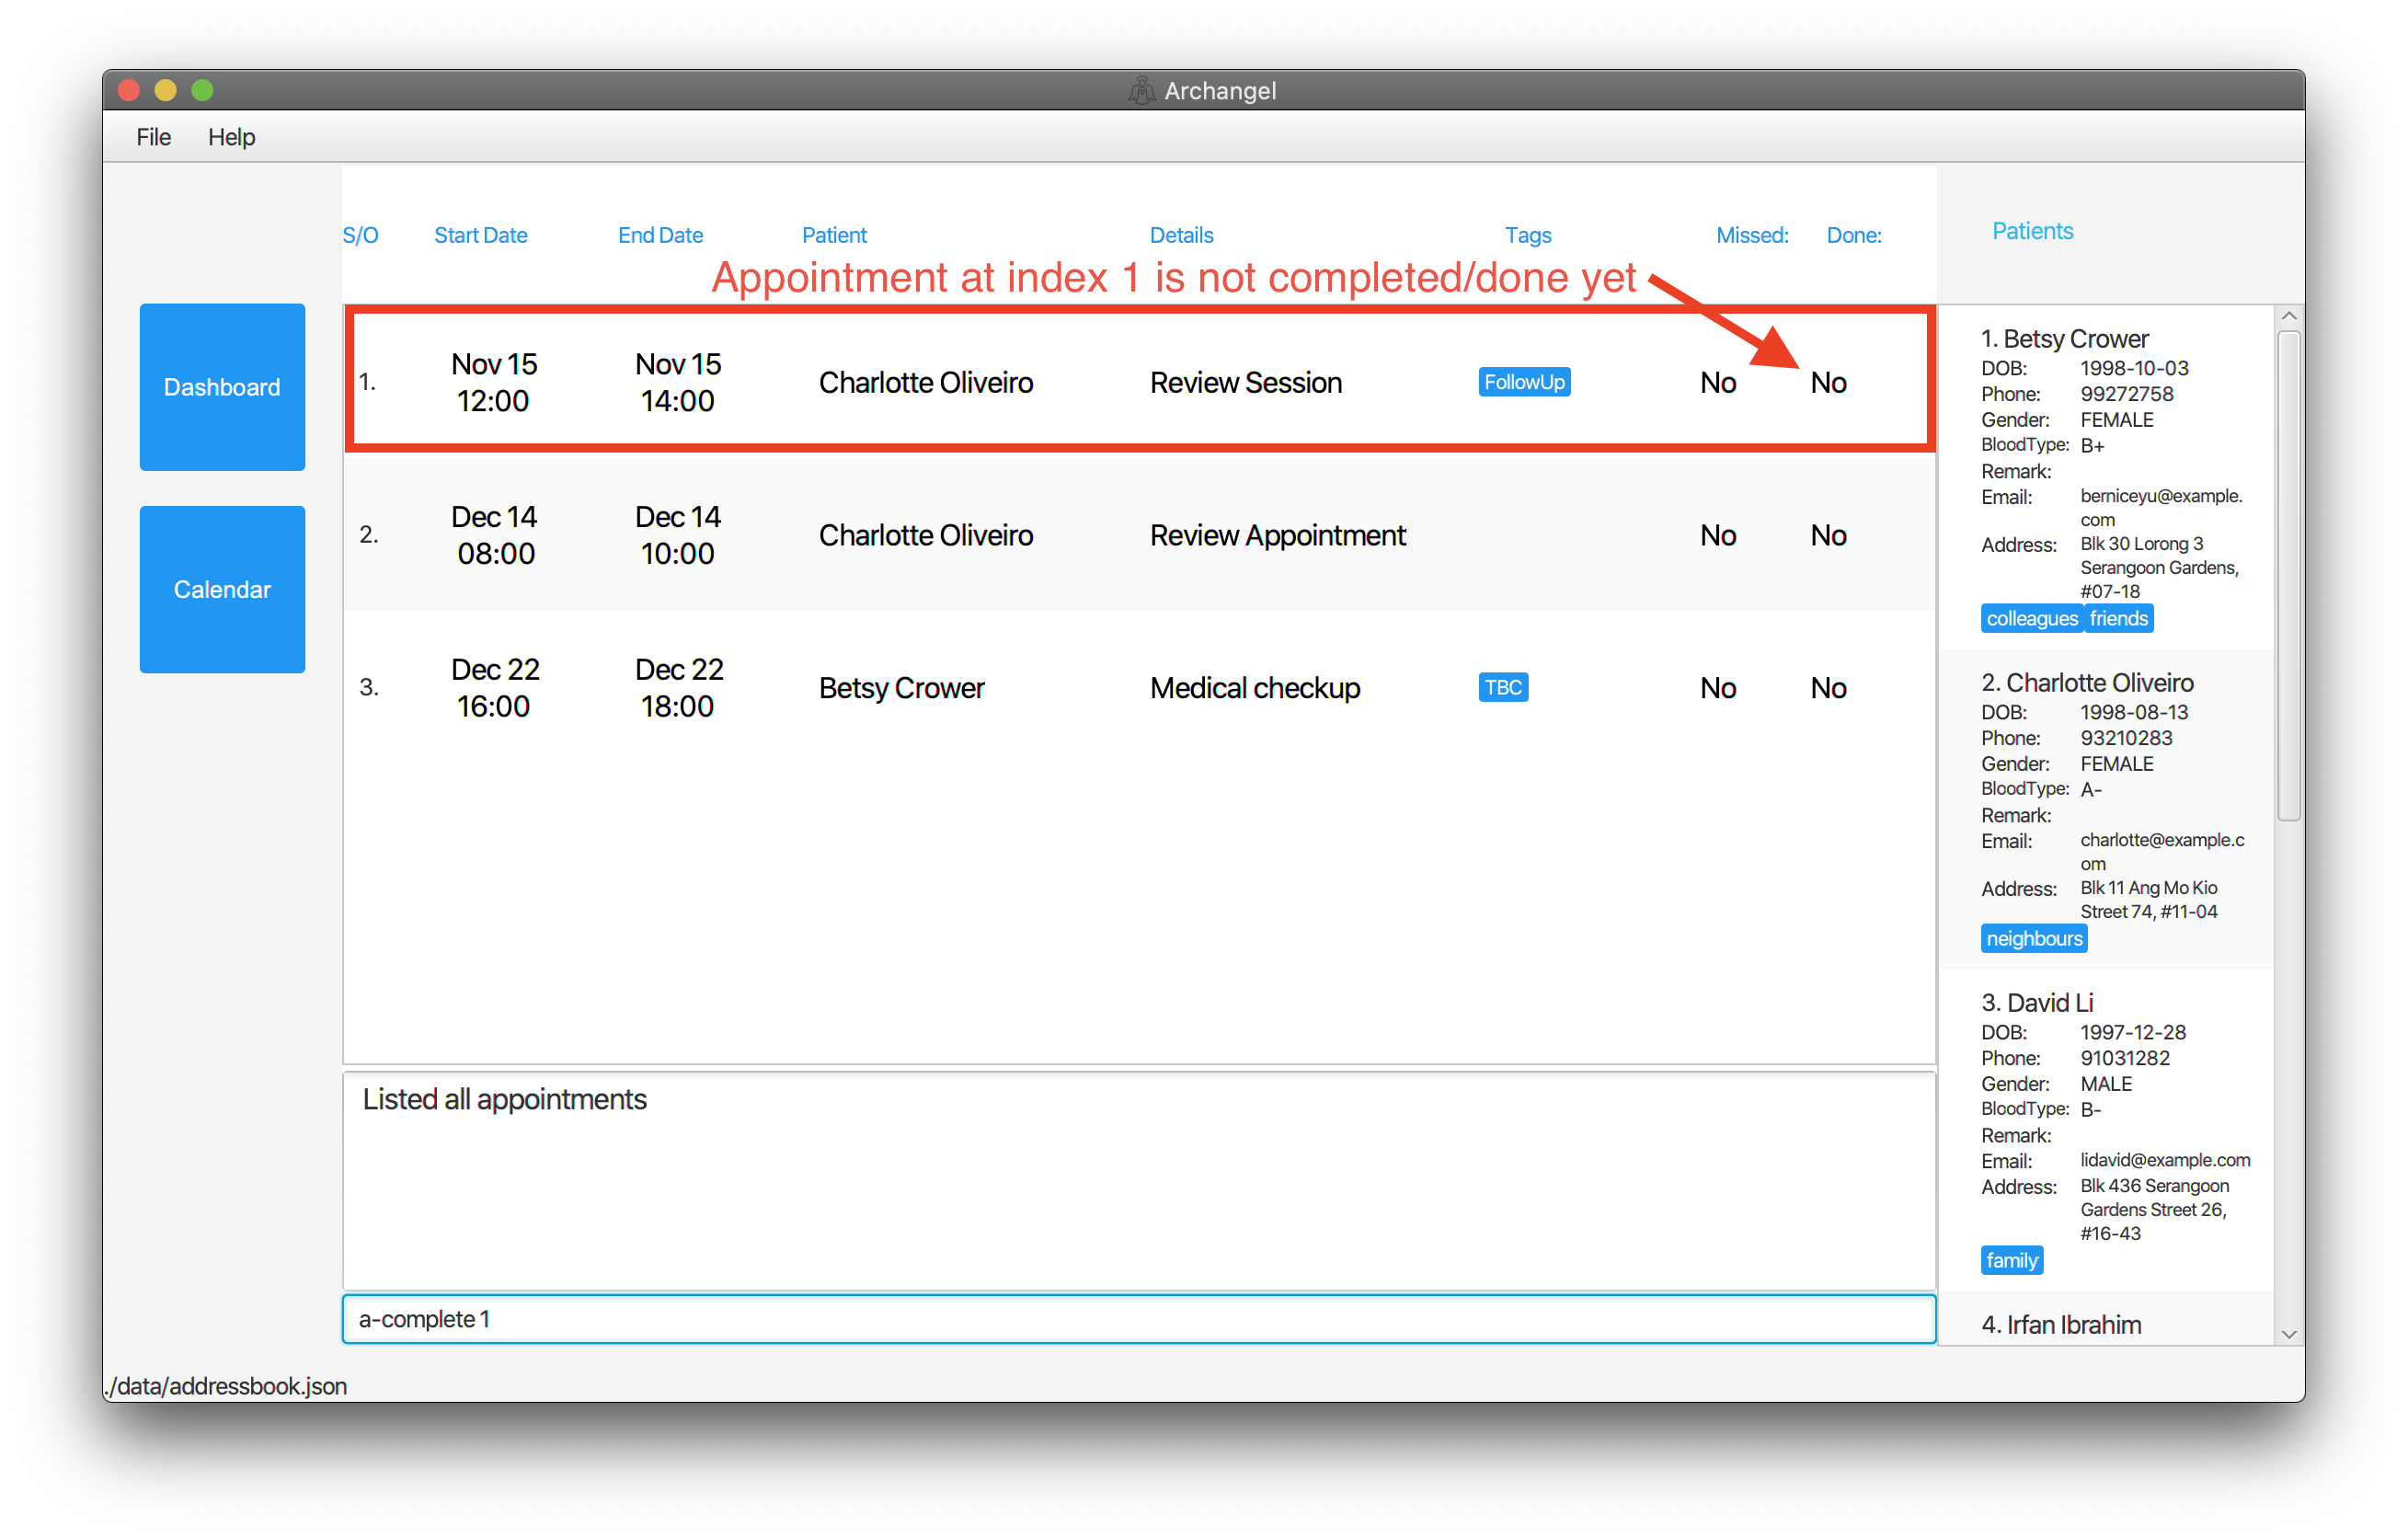 Archangel
File Help
S/O Start Date End Date Patient Details Tags Missed: Done:
Appointment at index 1 is not completed/done yet
Dashboard
Calendar
1. Nov 15 Nov 15 Charlotte Oliveiro Review Session FollowUp No No
12:00 14:00
2. Dec 14 Dec 14 Charlotte Oliveiro Review Appointment No No
08:00 10:00
3. Dec 22 Dec 22 Betsy Crower Medical checkup TBC No No
16:00 18:00
Listed all appointments
a-complete 1
./data/addressbook.json
Patients
1. Betsy Crower
DOB: 1998-10-03
Phone: 99272758
Gender: FEMALE
BloodType: B+
Remark:
Email: berniceyu@example.
com
Address: Blk 30 Lorong 3
Serangoon Gardens,
#07-18
colleagues friends
2. Charlotte Oliveiro
DOB: 1998-08-13
Phone: 93210283
Gender: FEMALE
BloodType: A-
Remark:
Email: charlotte@example.c
om
Address: Blk 11 Ang Mo Kio
Street 74, #11-04
neighbours
3. David Li
DOB: 1997-12-28
Phone: 91031282
Gender: MALE
BloodType: B-
Remark:
Email: lidavid@example.com
Address: Blk 436 Serangoon
Gardens Street 26,
#16-43
family
4. Irfan Ibrahim